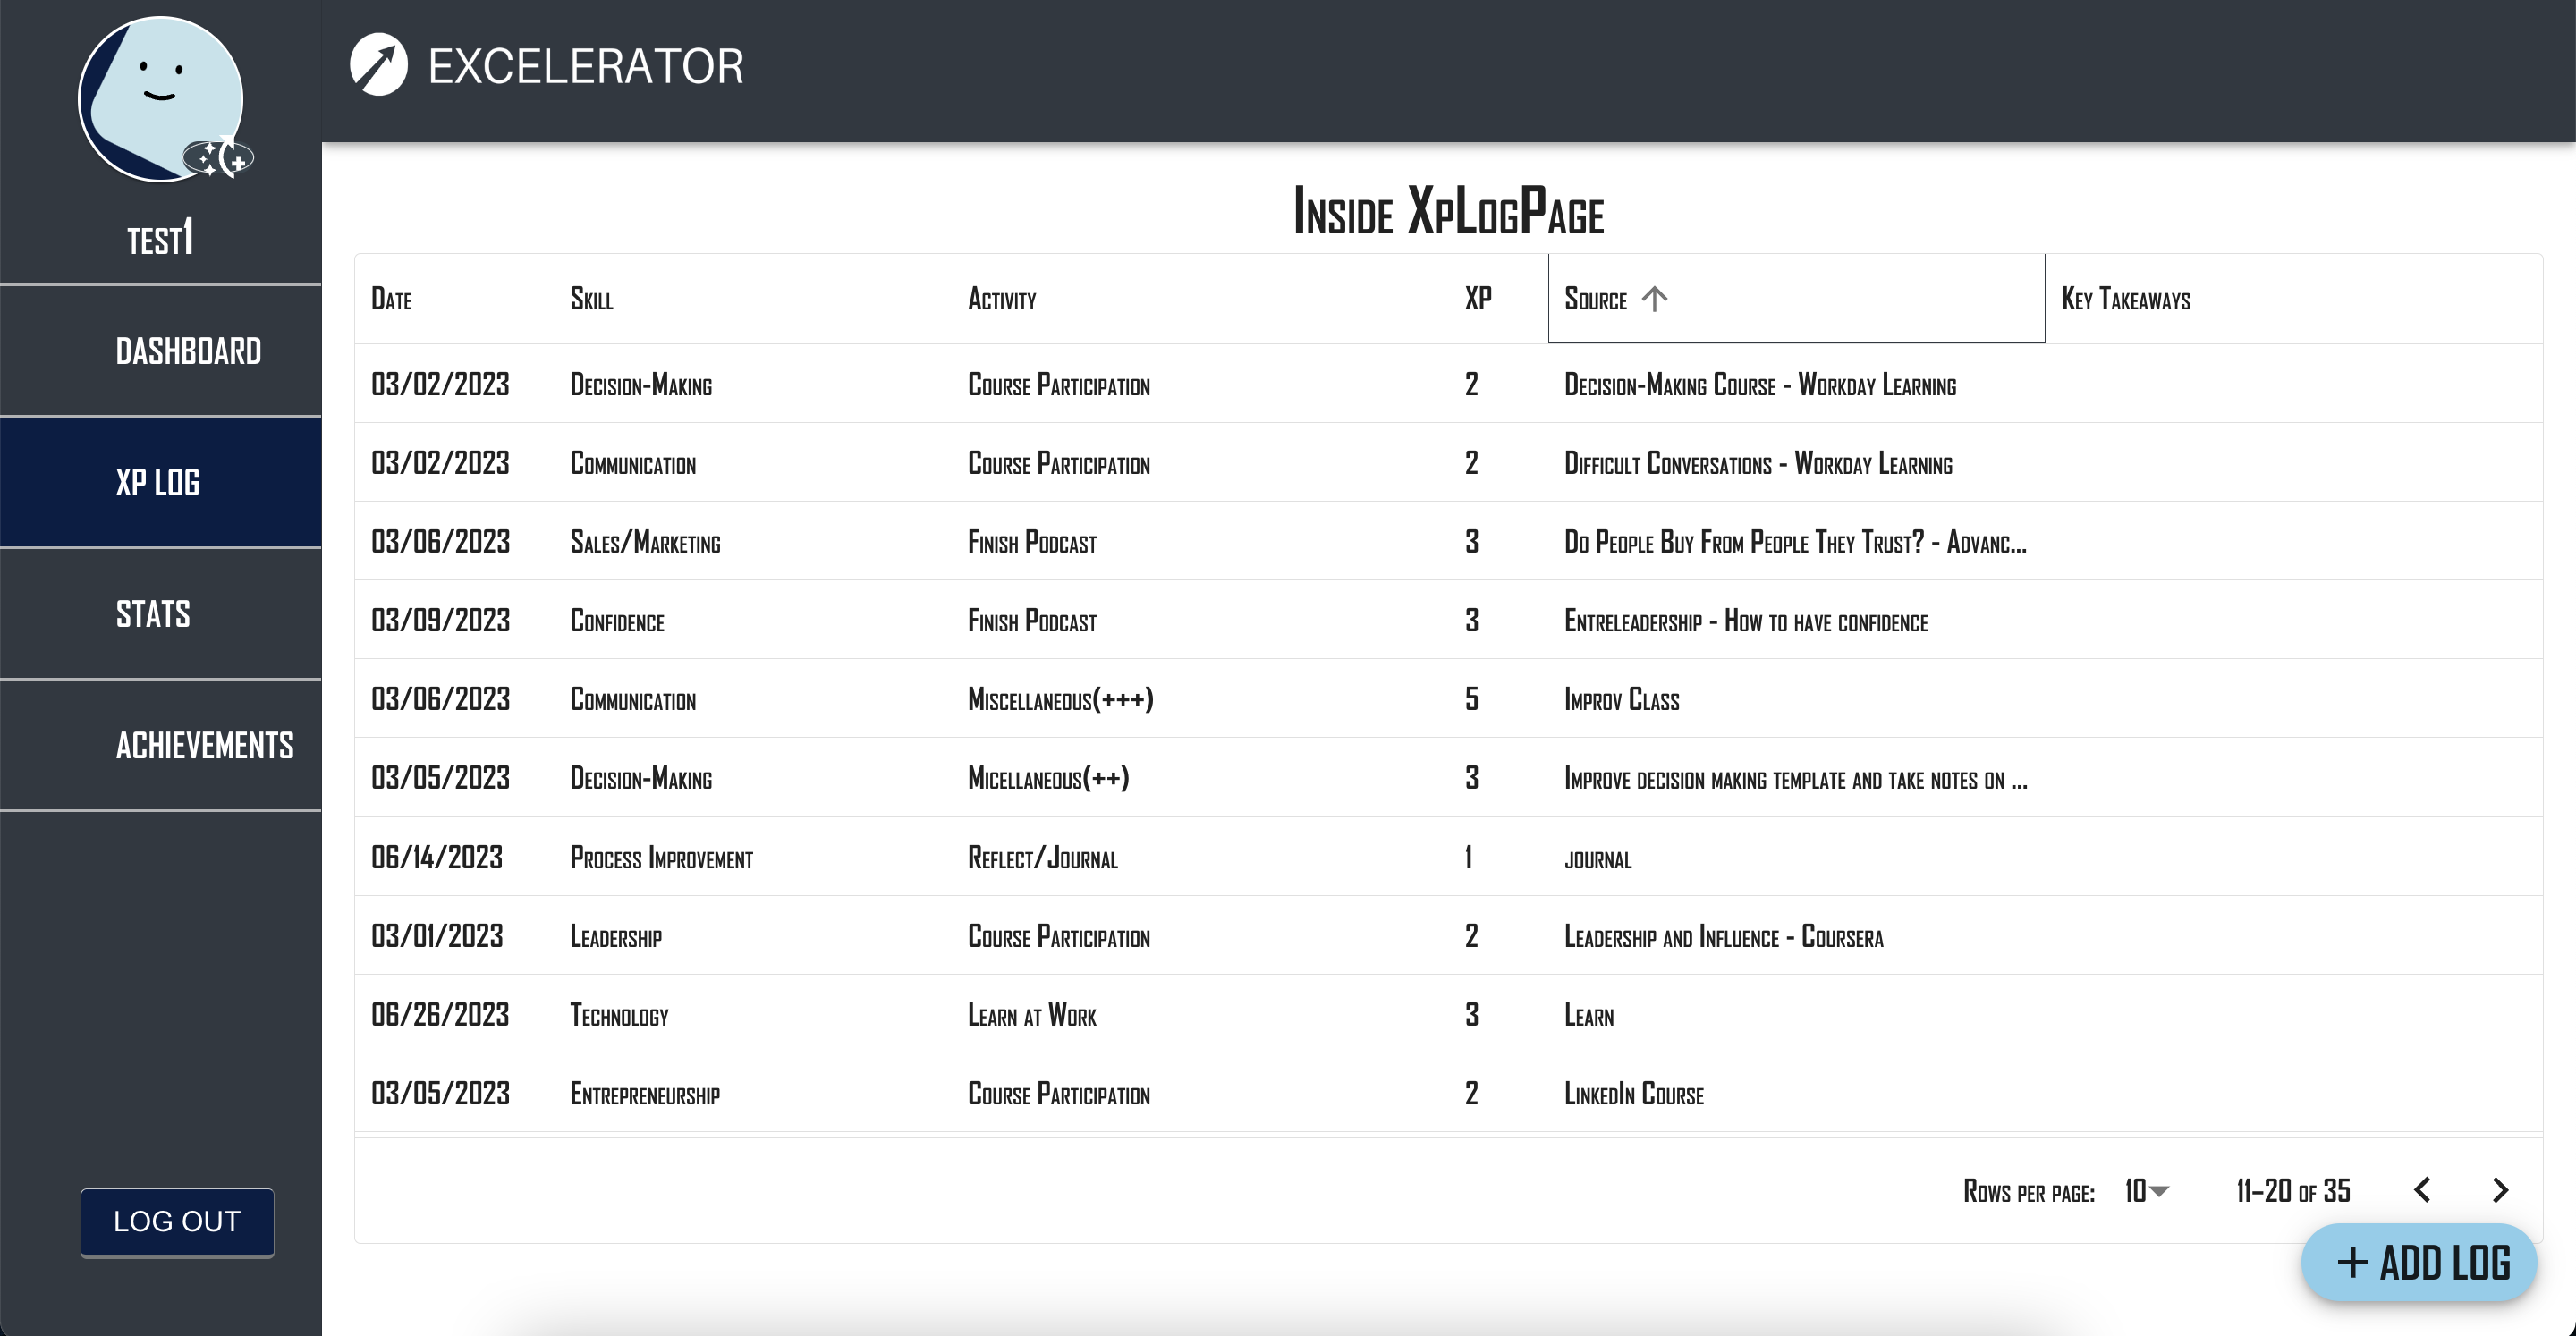 EXCELERATOR
TEST1
DASHBOARD
XP LOG
STATS
ACHIEVEMENTS
LOG OUT
Inside XpLogPage
Date Skill Activity XP Source Key Takeaways
03/02/2023 Decision-Making Course Participation 2 Decision-Making Course - Workday Learning
03/02/2023 Communication Course Participation 2 Difficult Conversations - Workday Learning
03/06/2023 Sales/Marketing Finish Podcast 3 Do People Buy From People They Trust? - Advanc...
03/09/2023 Confidence Finish Podcast 3 Entreleadership - How to have confidence
03/06/2023 Communication Miscellaneous(+++) 5 Improv Class
03/05/2023 Decision-Making Micellaneous(++) 3 Improve decision making template and take notes on ...
06/14/2023 Process Improvement Reflect/Journal 1 journal
03/01/2023 Leadership Course Participation 2 Leadership and Influence - Coursera
06/26/2023 Technology Learn at Work 3 Learn
03/05/2023 Entrepreneurship Course Participation 2 LinkedIn Course
Rows per page: 10 11–20 of 35
+ ADD LOG